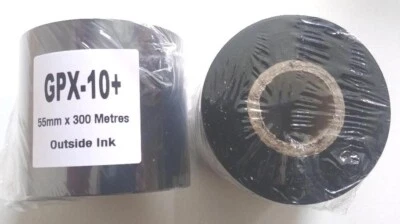 GPX-10+
55mm x 300 Metres
Outside Ink